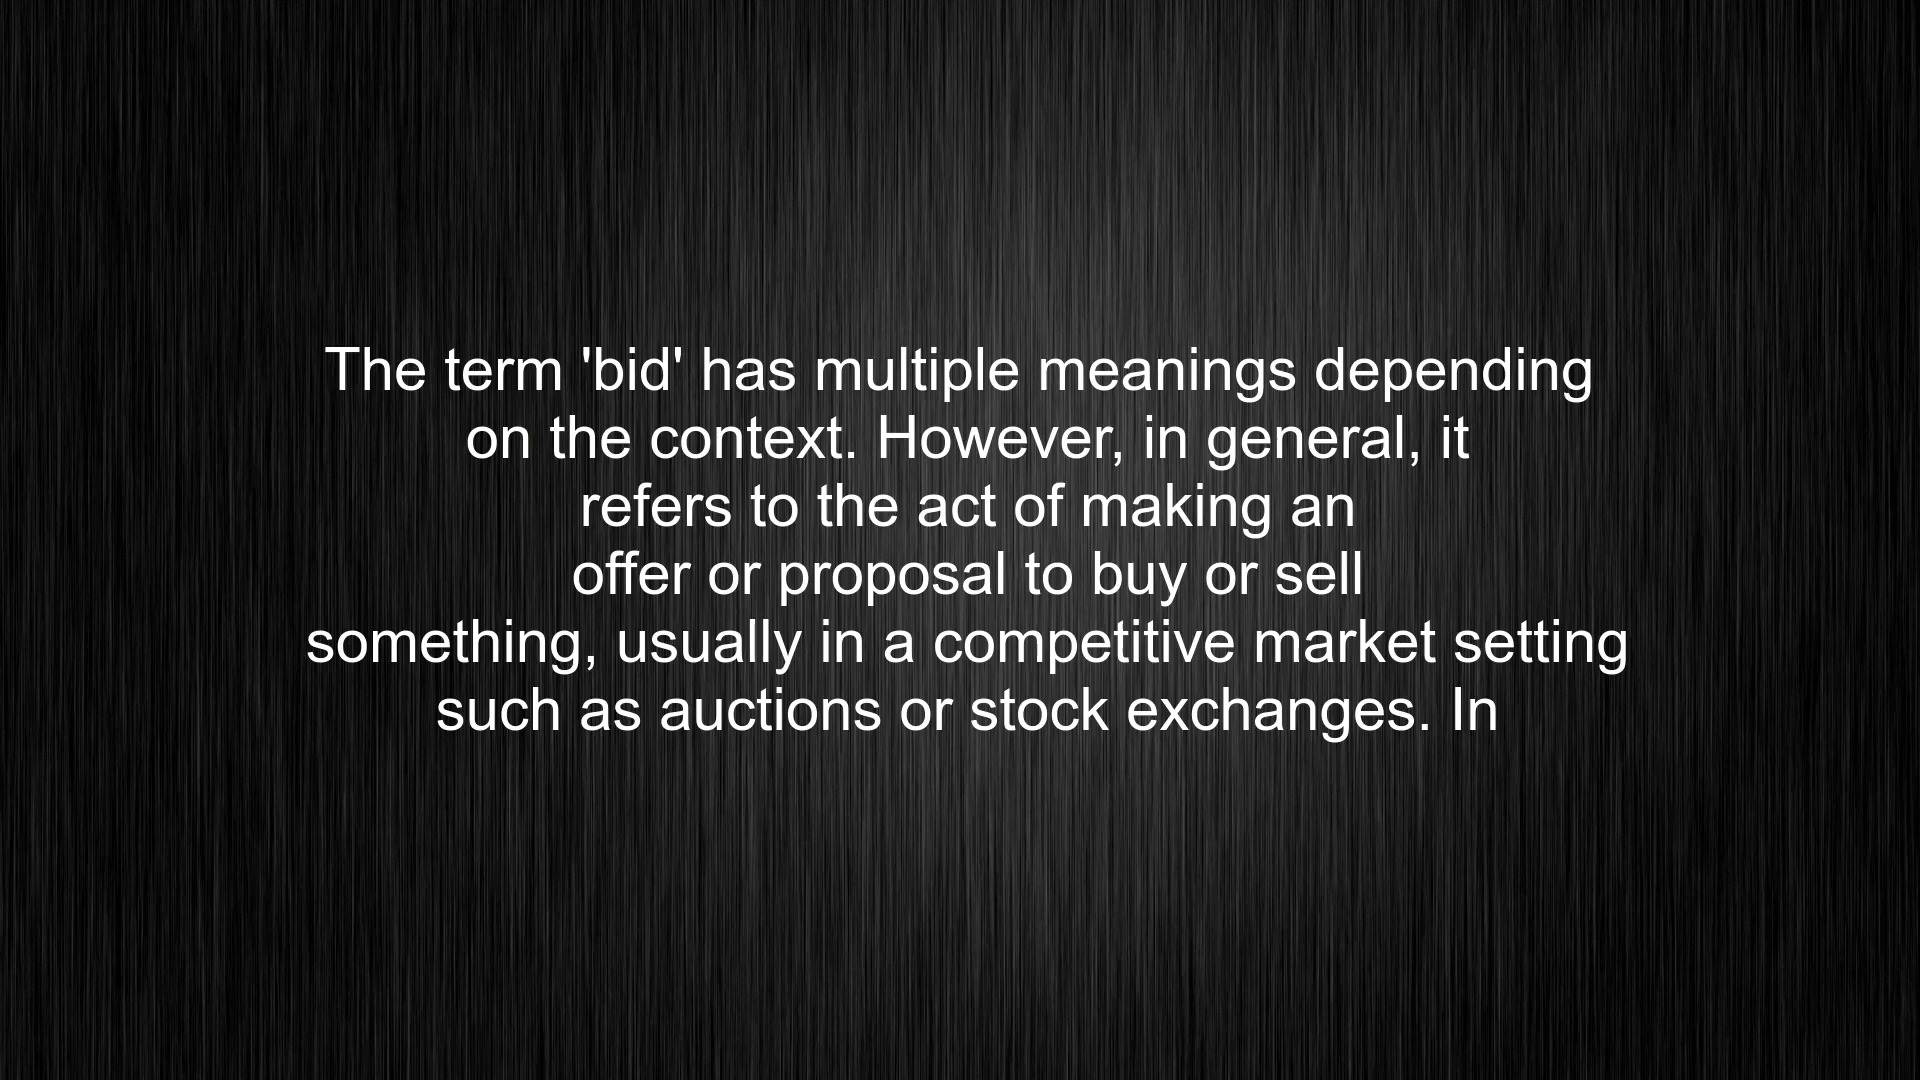 The term 'bid' has multiple meanings depending
on the context. However, in general, it
refers to the act of making an
offer or proposal to buy or sell
something, usually in a competitive market setting
such as auctions or stock exchanges. In